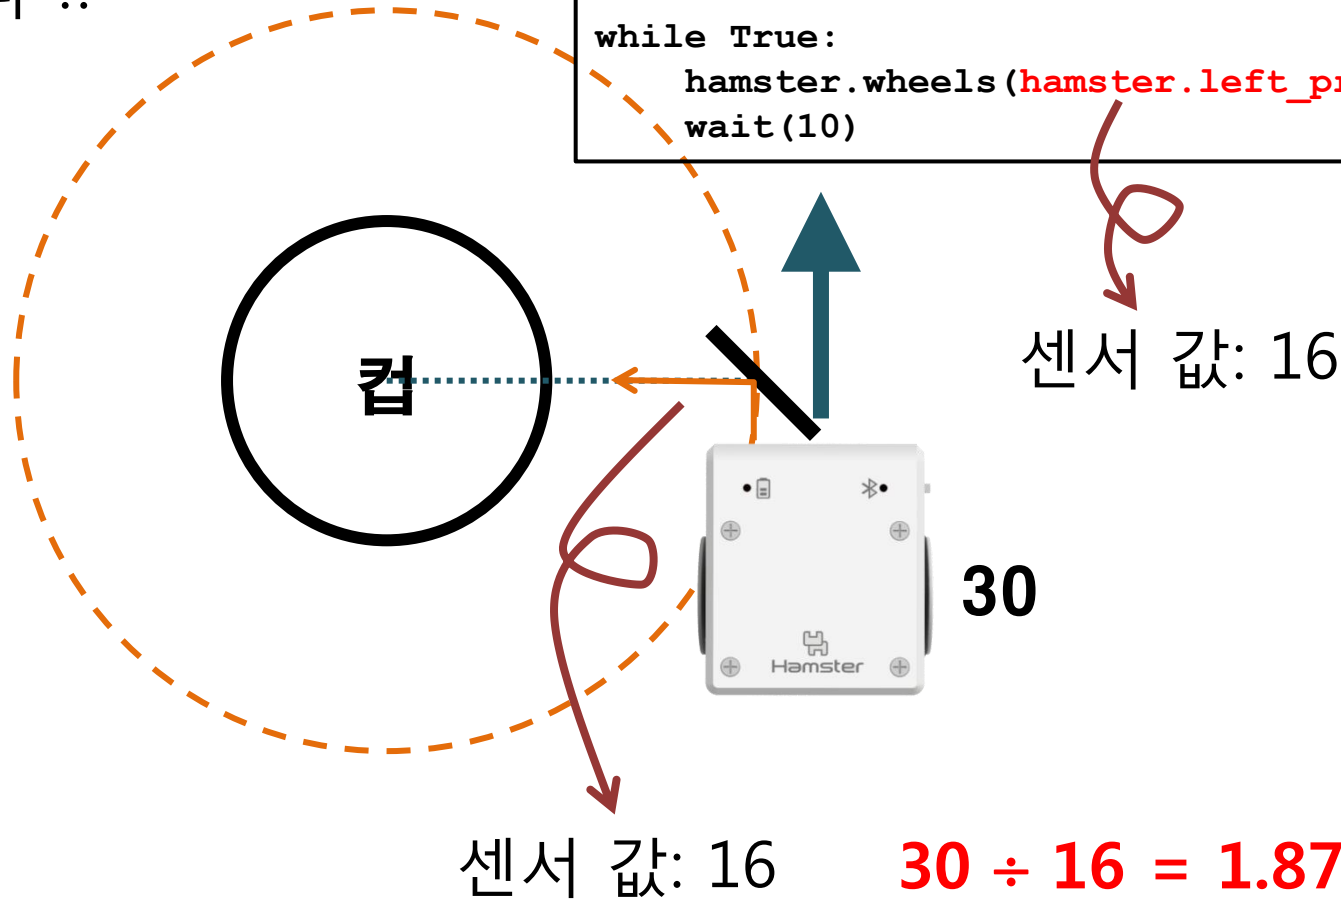 while True:
hamster.wheels(hamster.left_pr
wait(10)
센서 값: 16
컵
30
Hamster
센서 값: 16
30 ÷ 16 = 1.87